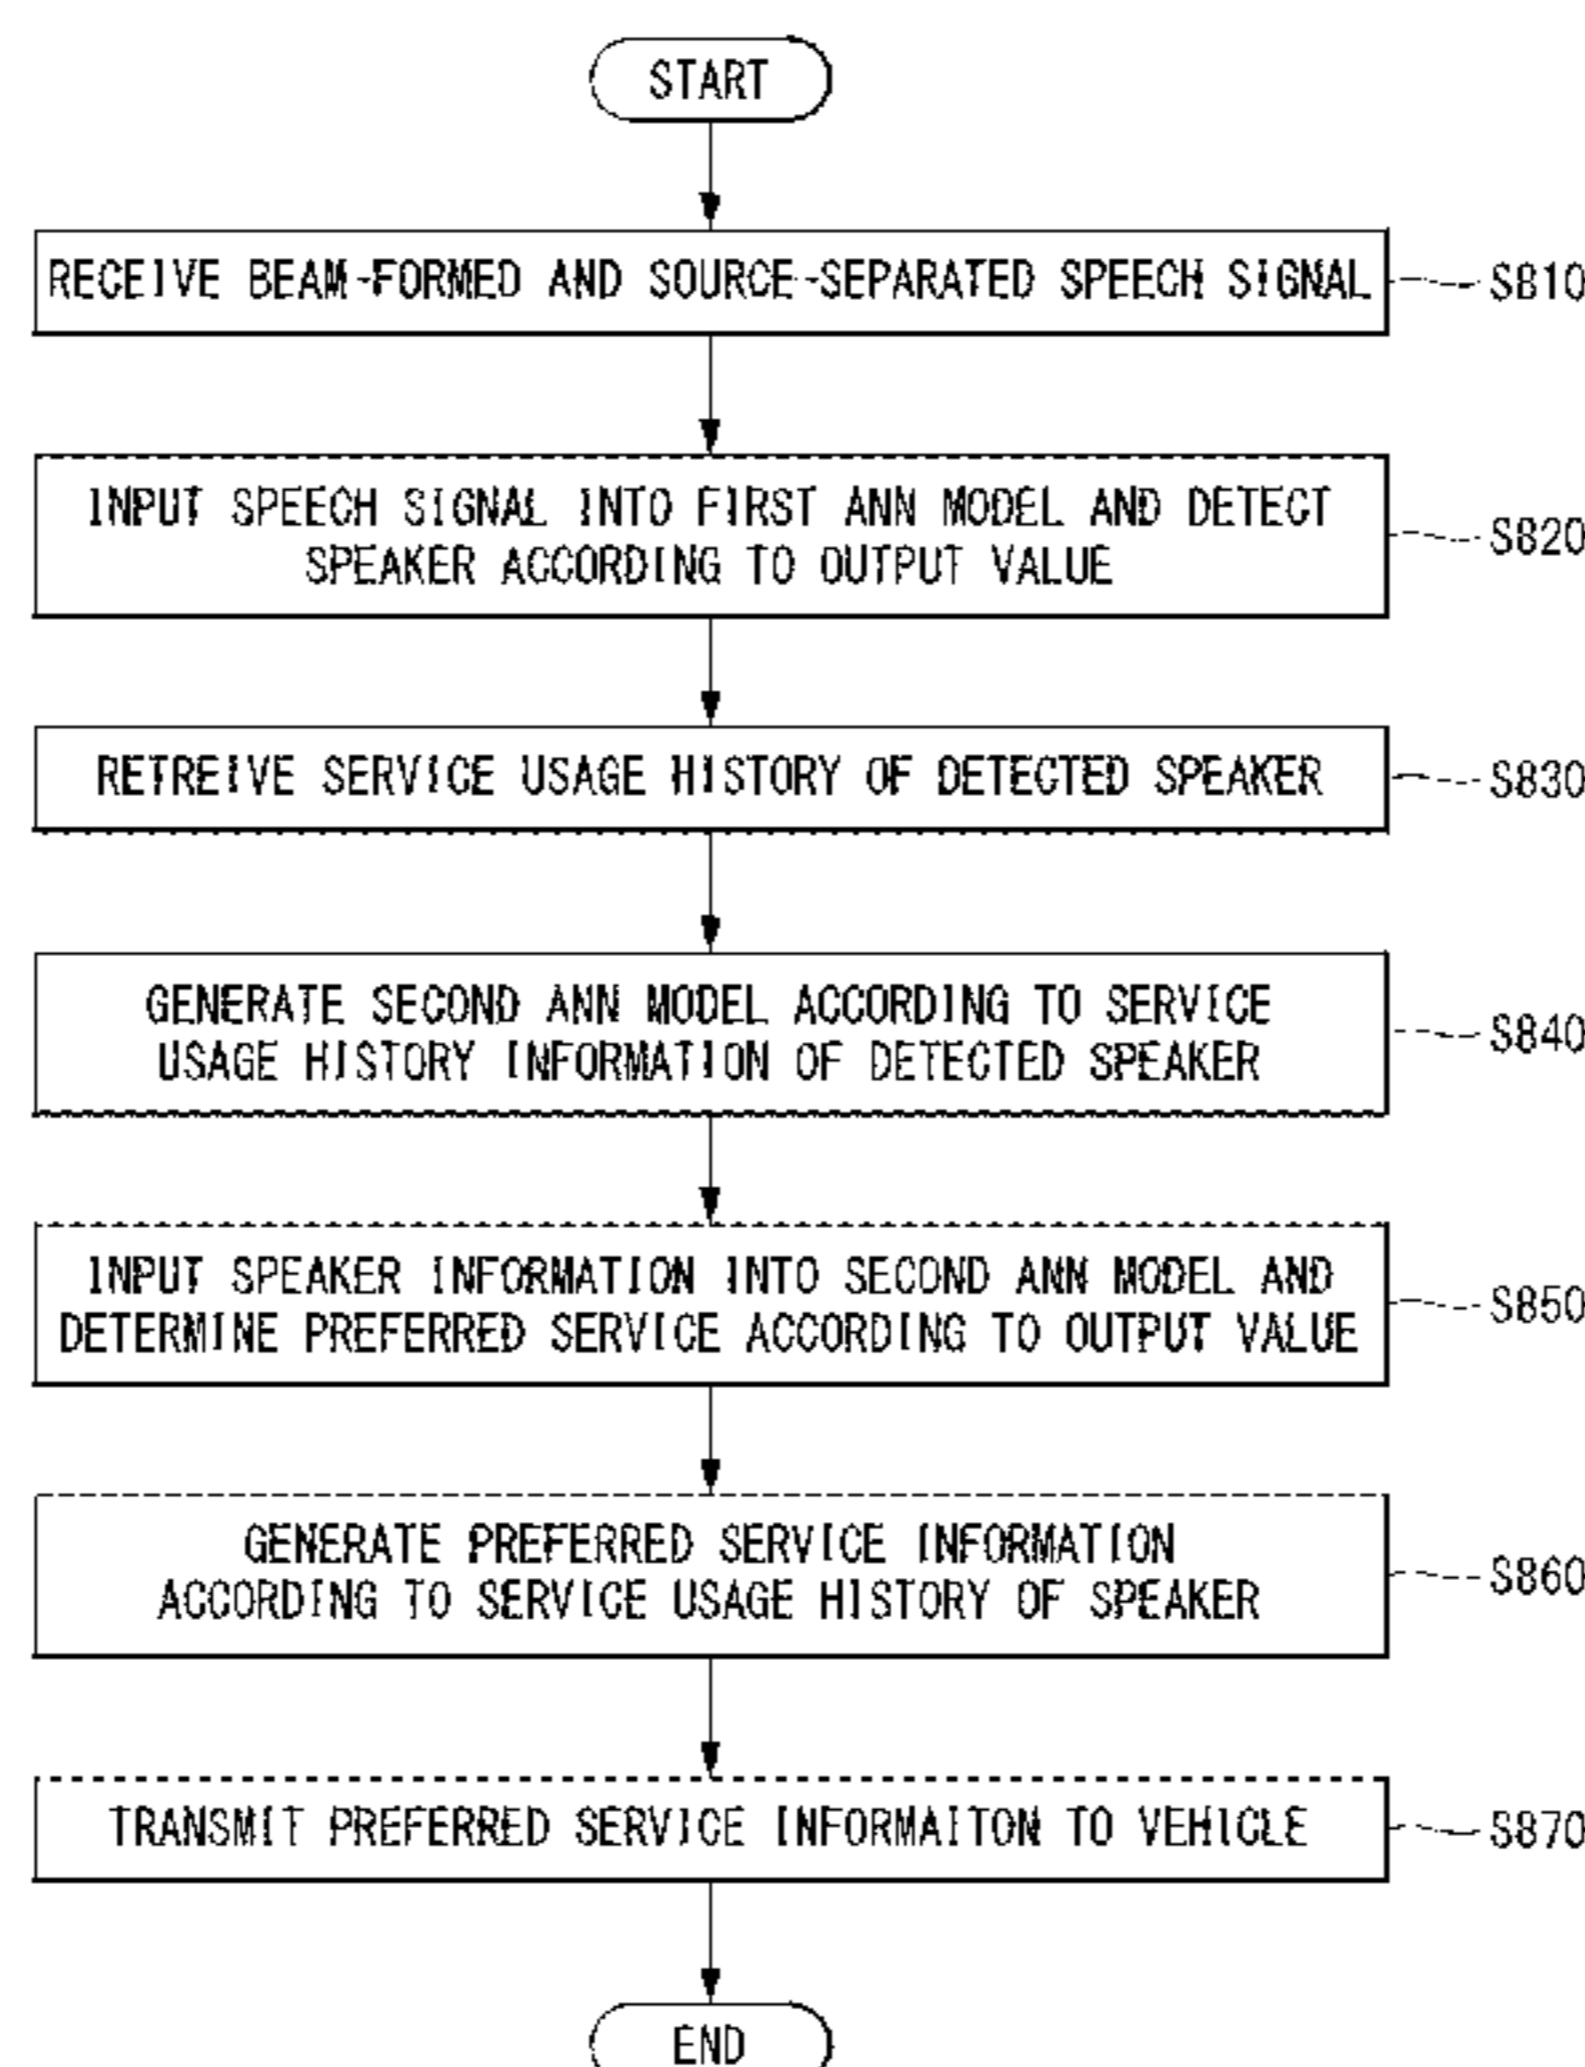 START
RECEIVE BEAM-FORMED AND SOURCE-SEPARATED SPEECH SIGNAL
S810
INPUT SPEECH SIGNAL INTO FIRST ANN MODEL AND DETECT
SPEAKER ACCORDING TO OUTPUT VALUE
S820
RETREIVE SERVICE USAGE HISTORY OF DETECTED SPEAKER
S830
GENERATE SECOND ANN MODEL ACCORDING TO SERVICE
USAGE HISTORY INFORMATION OF DETECTED SPEAKER
S840
INPUT SPEAKER INFORMATION INTO SECOND ANN MODEL AND
DETERMINE PREFERRED SERVICE ACCORDING TO OUTPUT VALUE
S850
GENERATE PREFERRED SERVICE INFORMATION
ACCORDING TO SERVICE USAGE HISTORY OF SPEAKER
S860
TRANSMIT PREFERRED SERVICE INFORMAITON TO VEHICLE
S870
END